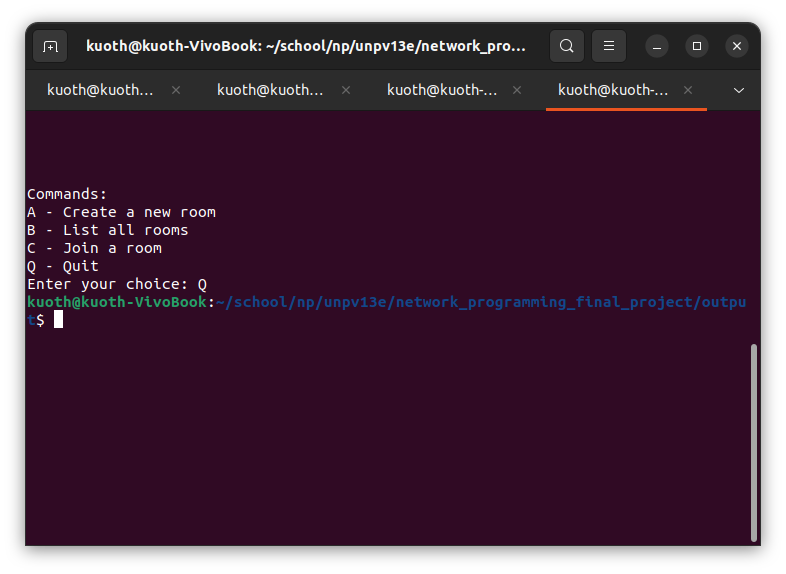 kuoth@kuoth-VivoBook: ~/school/np/unpv13e/network_pro...
kuoth@kuoth... kuoth@kuoth... kuoth@kuoth-... kuoth@kuoth-...
Commands:
A - Create a new room
B - List all rooms
C - Join a room
Q - Quit
Enter your choice: Q
kuoth@kuoth-VivoBook:~/school/np/unpv13e/network_programming_final_project/outpu
t$